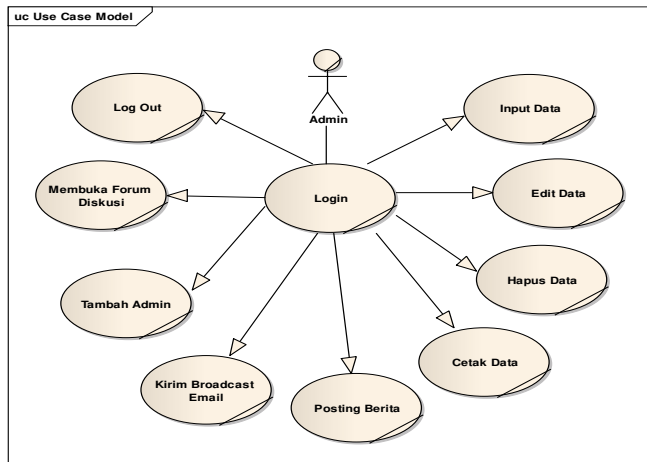 uc Use Case Model
Admin
Log Out
Input Data
Membuka Forum
Diskusi
Login
Edit Data
Tambah Admin
Hapus Data
Kirim Broadcast
Email
Posting Berita
Cetak Data